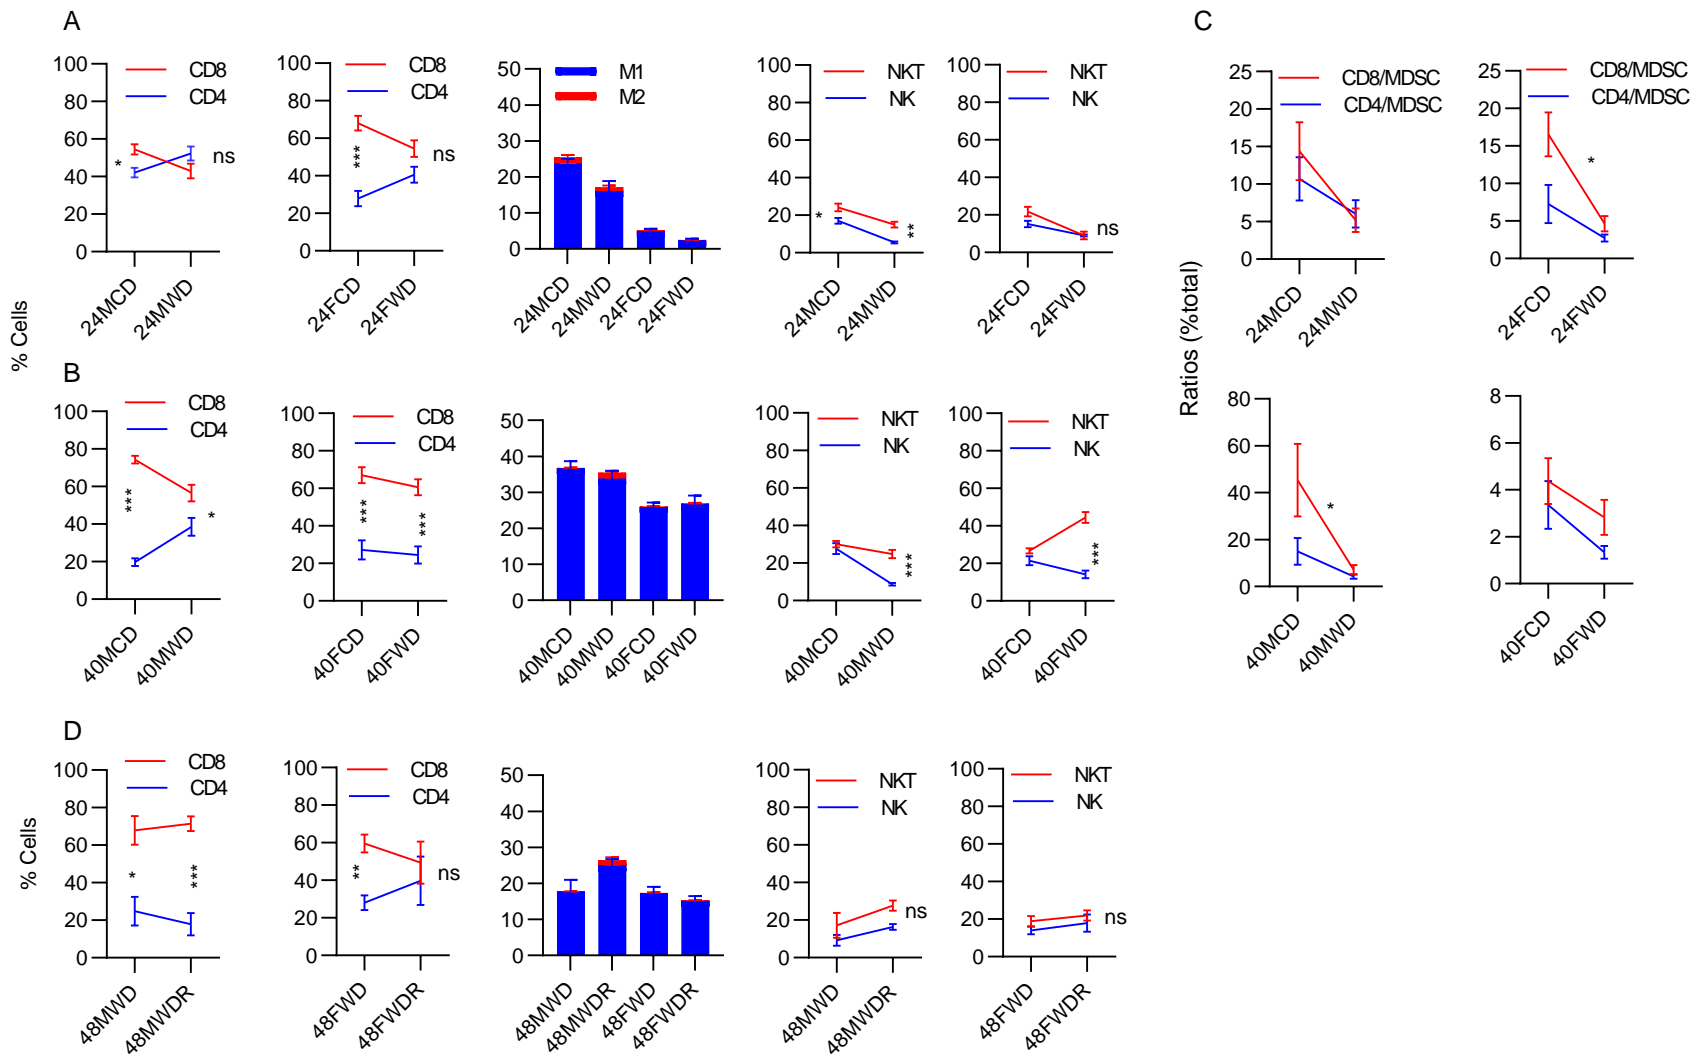 A
100
80
60
40
20
0
CD8
CD4
*
ns
24MCD
24MWD
100
80
60
40
20
0
CD8
CD4
***
ns
24FCD
24FWD
50
40
30
20
10
0
M1
M2
24MCD
24MWD
24FCD
24FWD
100
80
60
40
20
0
NKT
NK
*
**
24MCD
24MWD
100
80
60
40
20
0
NKT
NK
ns
24FCD
24FWD
% Cells
B
100
80
60
40
20
0
CD8
CD4
***
*
40MCD
40MWD
100
80
60
40
20
0
CD8
CD4
***
***
40FCD
40FWD
50
40
30
20
10
0
40MCD
40MWD
40FCD
40FWD
100
80
60
40
20
0
NKT
NK
***
40MCD
40MWD
100
80
60
40
20
0
NKT
NK
***
40FCD
40FWD
C
Ratios (%total)
25
20
15
10
5
0
CD8/MDSC
CD4/MDSC
24MCD
24MWD
25
20
15
10
5
0
CD8/MDSC
CD4/MDSC
*
24FCD
24FWD
80
60
40
20
0
*
40MCD
40MWD
8
6
4
2
0
40FCD
40FWD
D
% Cells
100
80
60
40
20
0
CD8
CD4
*
***
48MWD
48MWDR
100
80
60
40
20
0
CD8
CD4
**
ns
48FWD
48FWDR
50
40
30
20
10
0
48MWD
48MWDR
48FWD
48FWDR
100
80
60
40
20
0
NKT
NK
ns
48MWD
48MWDR
100
80
60
40
20
0
NKT
NK
ns
48FWD
48FWDR